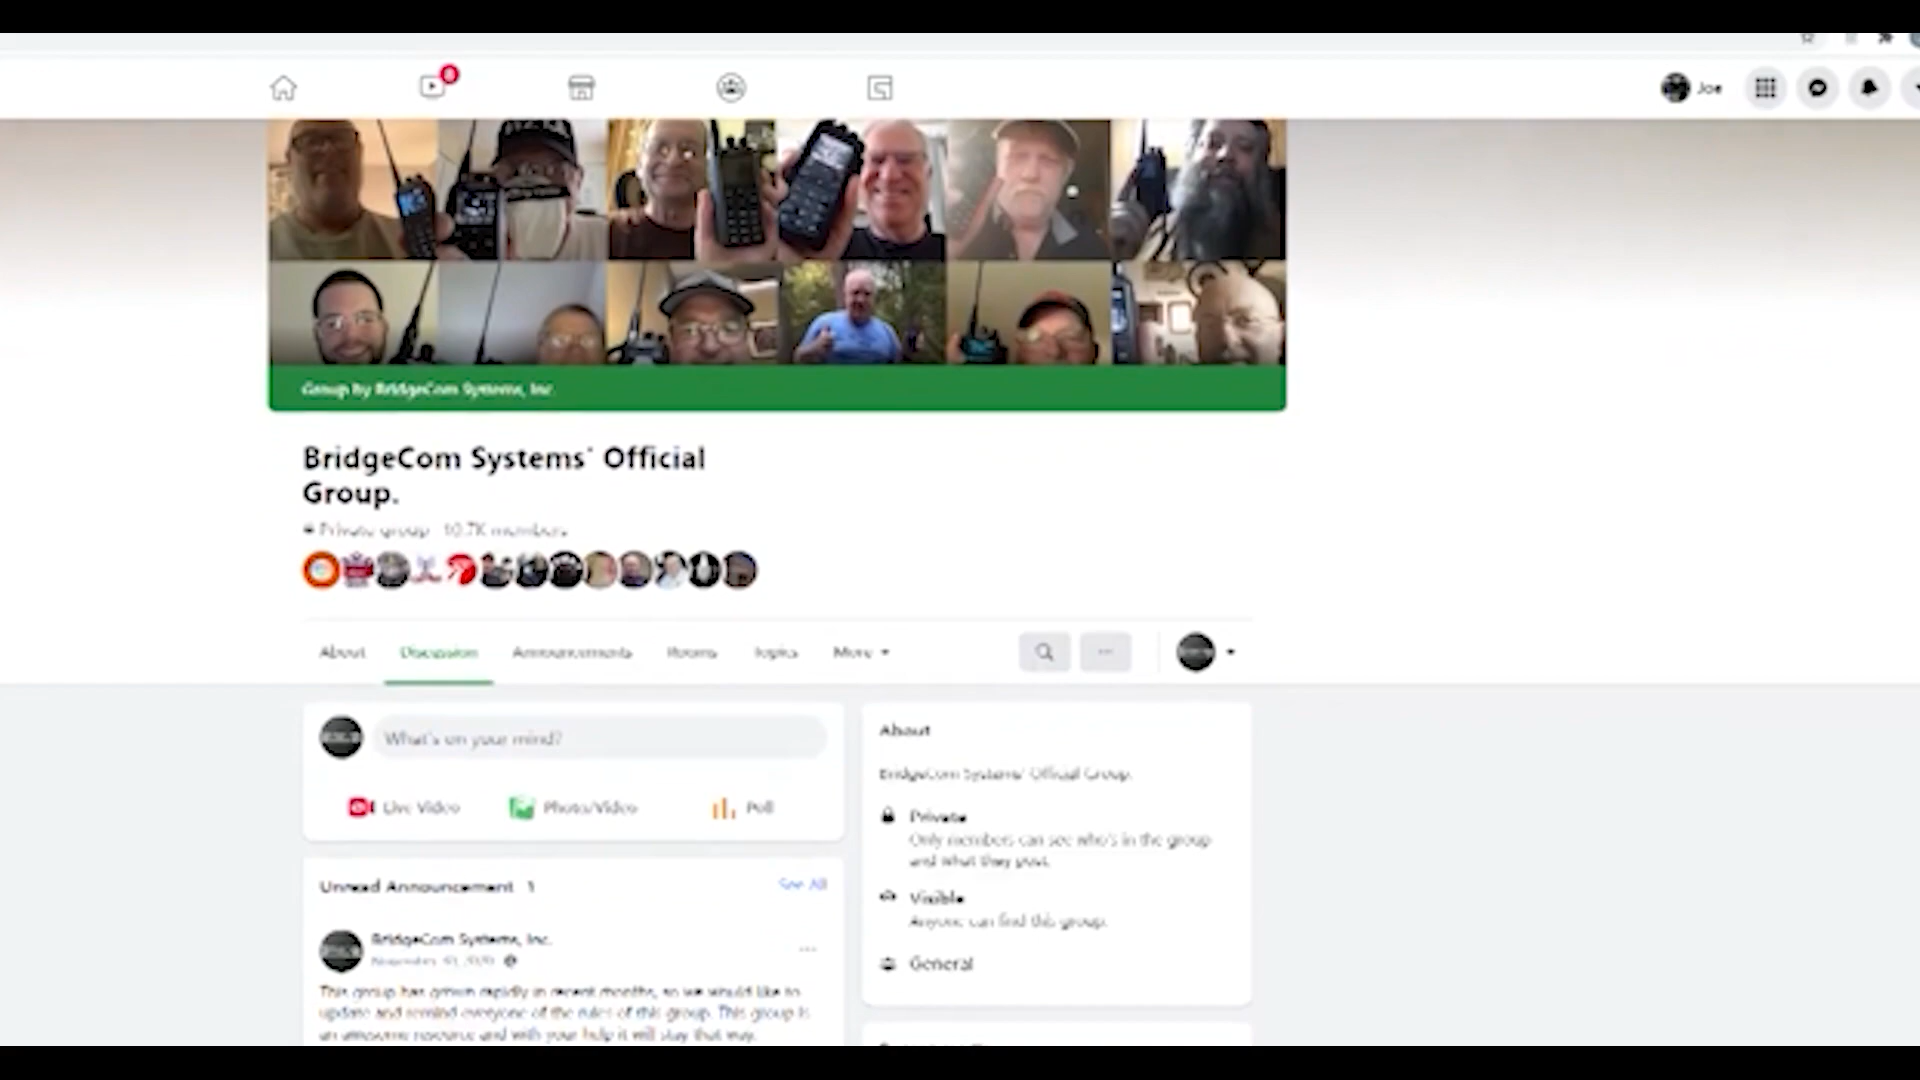 8
Joe
Group by BridgeCom Systems, Inc.
BridgeCom Systems' Official
Group.
Private group · 10.7K members
About
Discussion
Announcements
Rooms
Topics
More
What's on your mind?
Live Video
Photo/Video
Poll
Unread Announcement 1
See All
BridgeCom Systems, Inc.
This group has grown rapidly in recent months, so we would like to
update and remind everyone of the rules of this group. This group is
an awesome resource and with your help it will stay that way.
About
BridgeCom Systems' Official Group.
Private
Only members can see who's in the group
and what they post.
Visible
Anyone can find this group.
General